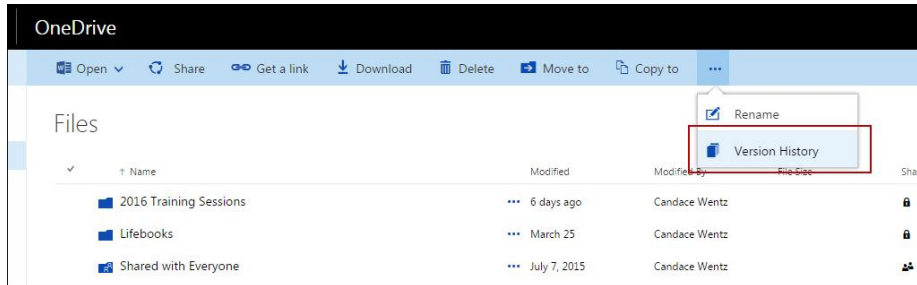 OneDrive
Open Share Get a link Download Delete Move to Copy to ...
Rename
Files
Version History
↑ Name Modified Modified By File Size Sha
2016 Training Sessions ... 6 days ago Candace Wentz
Lifebooks ... March 25 Candace Wentz
Shared with Everyone ... July 7, 2015 Candace Wentz